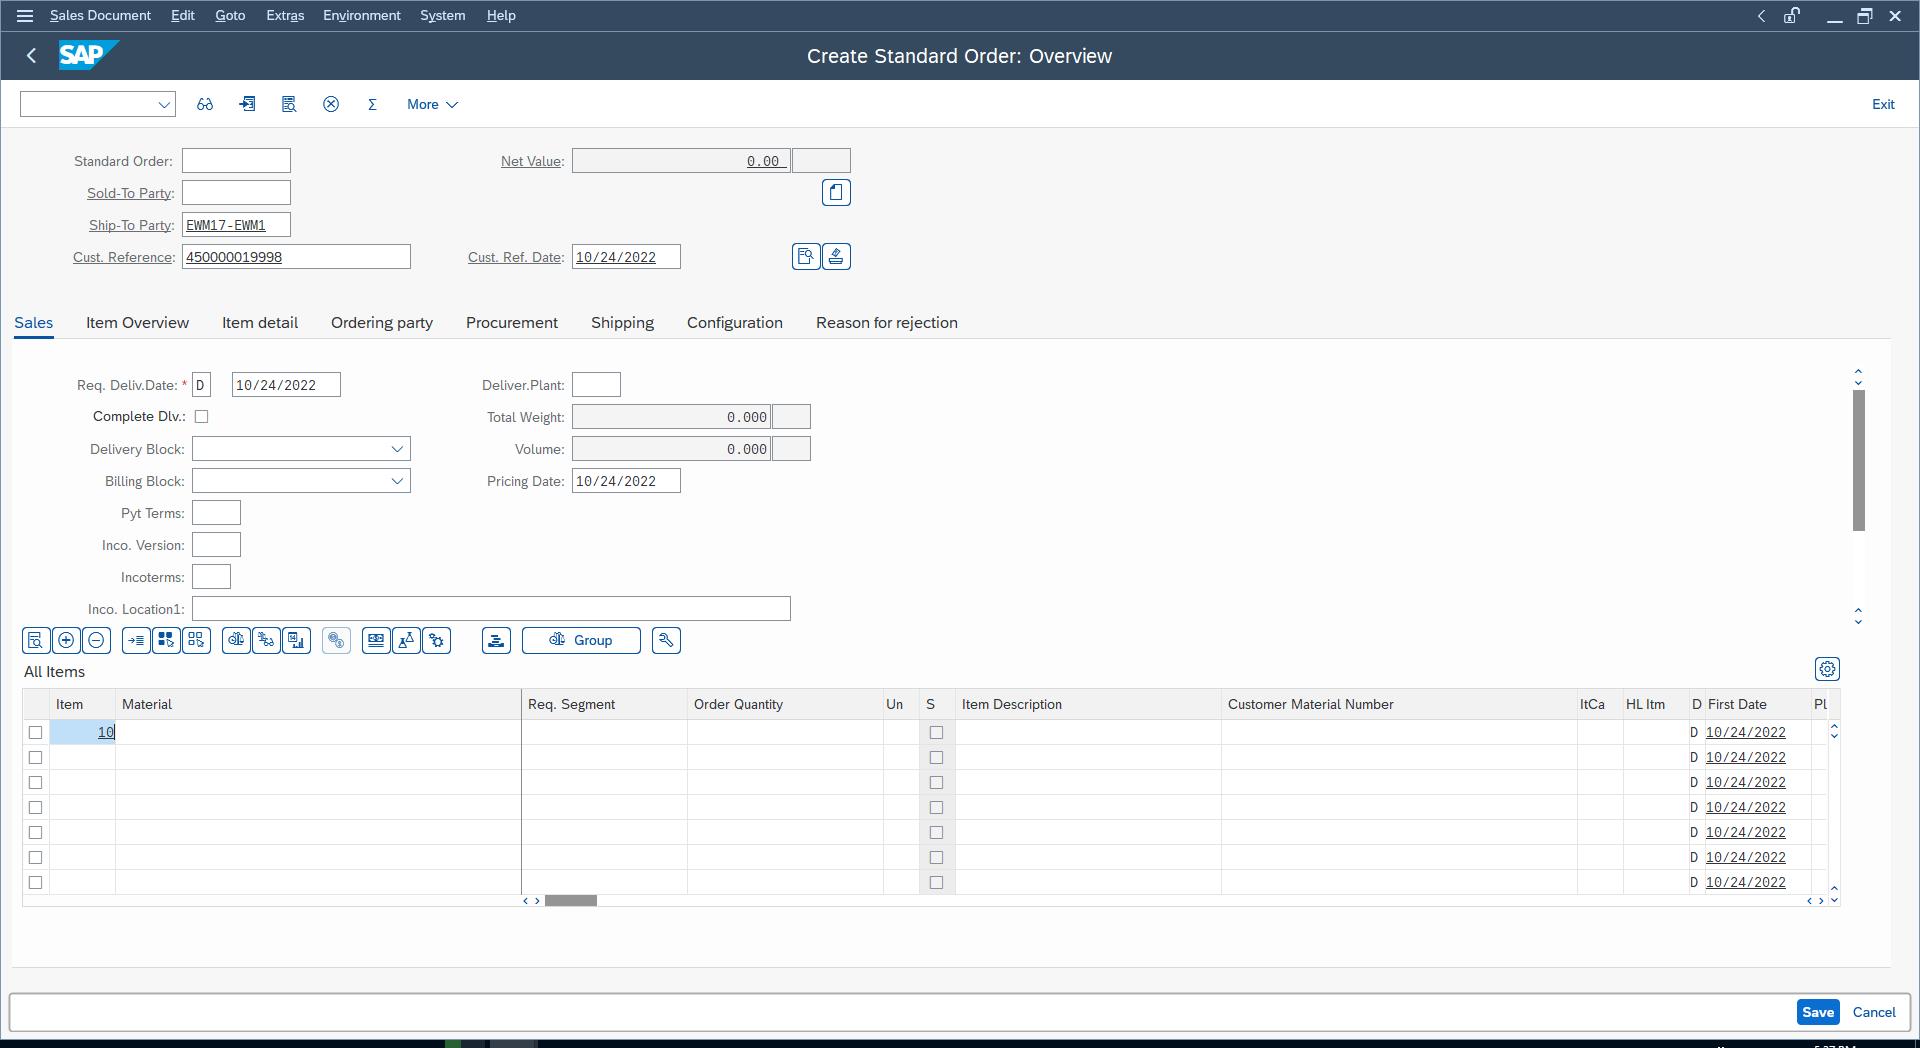 Sales Document Edit Goto Extras Environment System Help
SAP Create Standard Order: Overview
More Exit
Standard Order: Net Value: 0.00
Sold-To Party:
Ship-To Party: EWM17-EWM1
Cust. Reference: 450000019998 Cust. Ref. Date: 10/24/2022
Sales Item Overview Item detail Ordering party Procurement Shipping Configuration Reason for rejection
Req. Deliv.Date: * D 10/24/2022 Deliver.Plant:
Complete Dlv.: Total Weight: 0.000
Delivery Block: Volume: 0.000
Billing Block: Pricing Date: 10/24/2022
Pyt Terms:
Inco. Version:
Incoterms:
Inco. Location1:
Group
All Items
Item Material Req. Segment Order Quantity Un S Item Description Customer Material Number ItCa HL Itm D First Date Pl
10 D 10/24/2022
D 10/24/2022
D 10/24/2022
D 10/24/2022
D 10/24/2022
D 10/24/2022
D 10/24/2022
Save Cancel